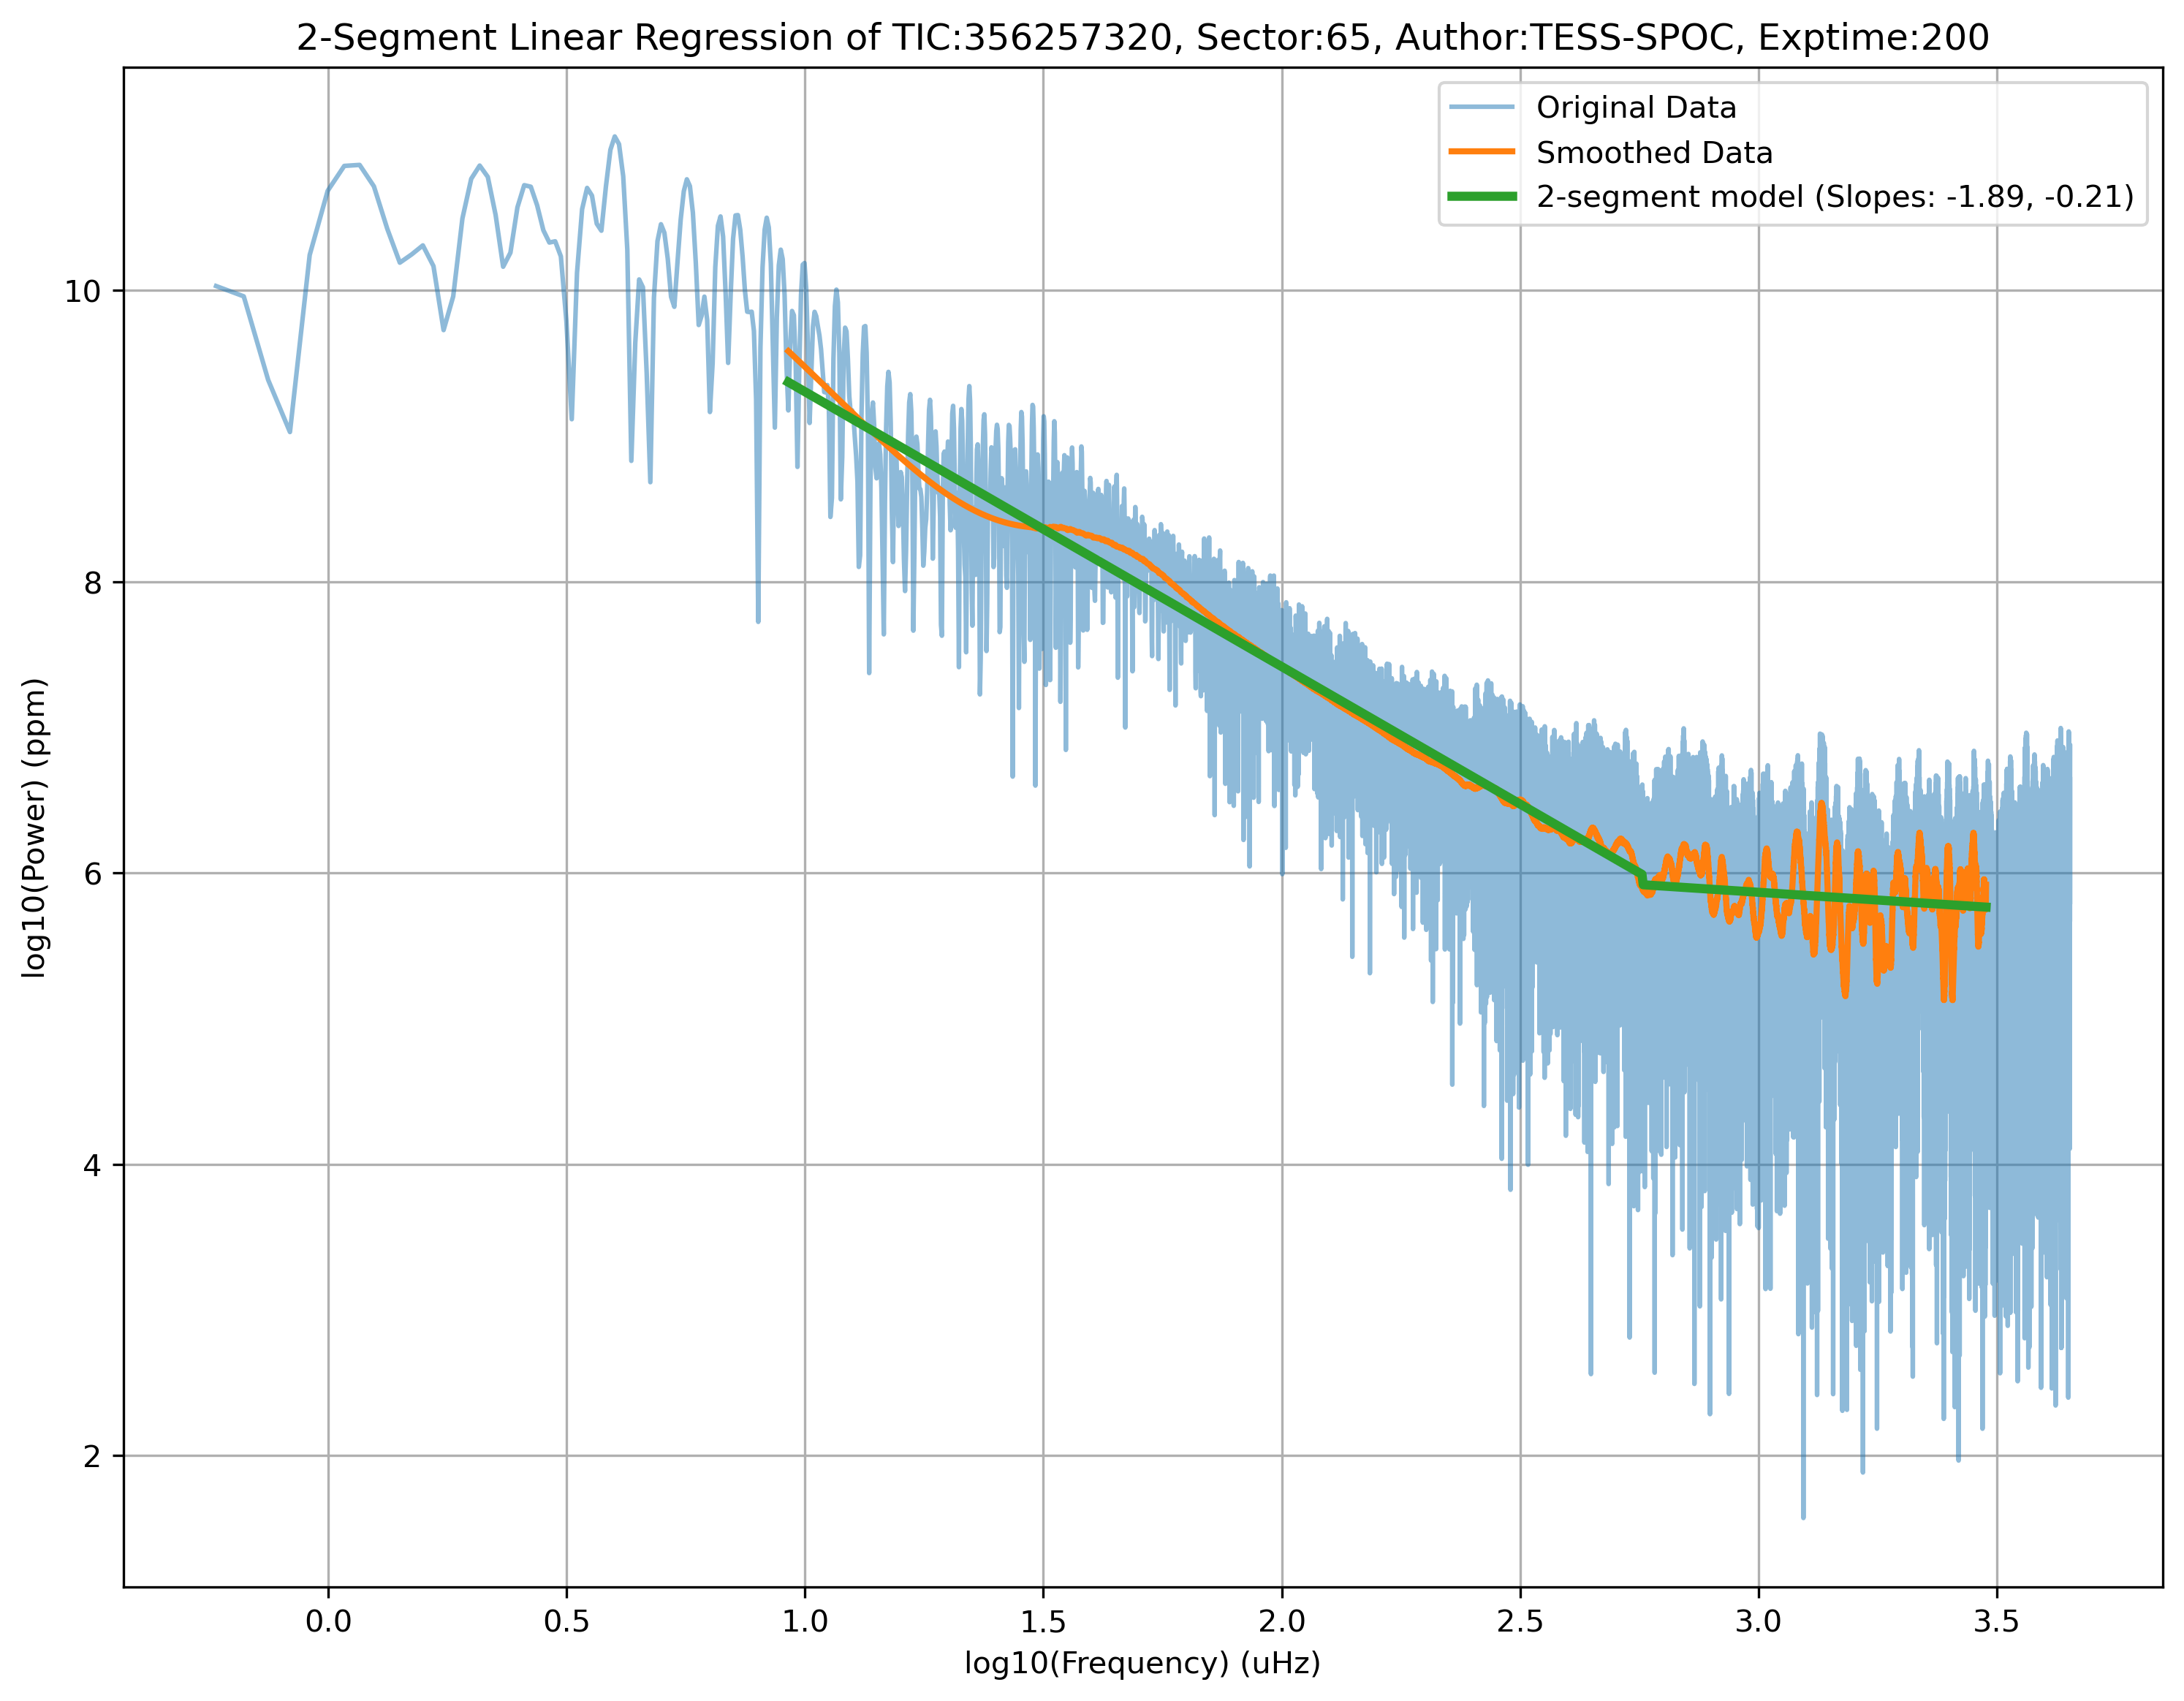 2-Segment Linear Regression of TIC:356257320, Sector:65, Author:TESS-SPOC, Exptime:200
Original Data
Smoothed Data
2-segment model (Slopes: -1.89, -0.21)
log10(Power) (ppm)
10
8
6
4
2
0.0 0.5 1.0 1.5 2.0 2.5 3.0 3.5
log10(Frequency) (uHz)